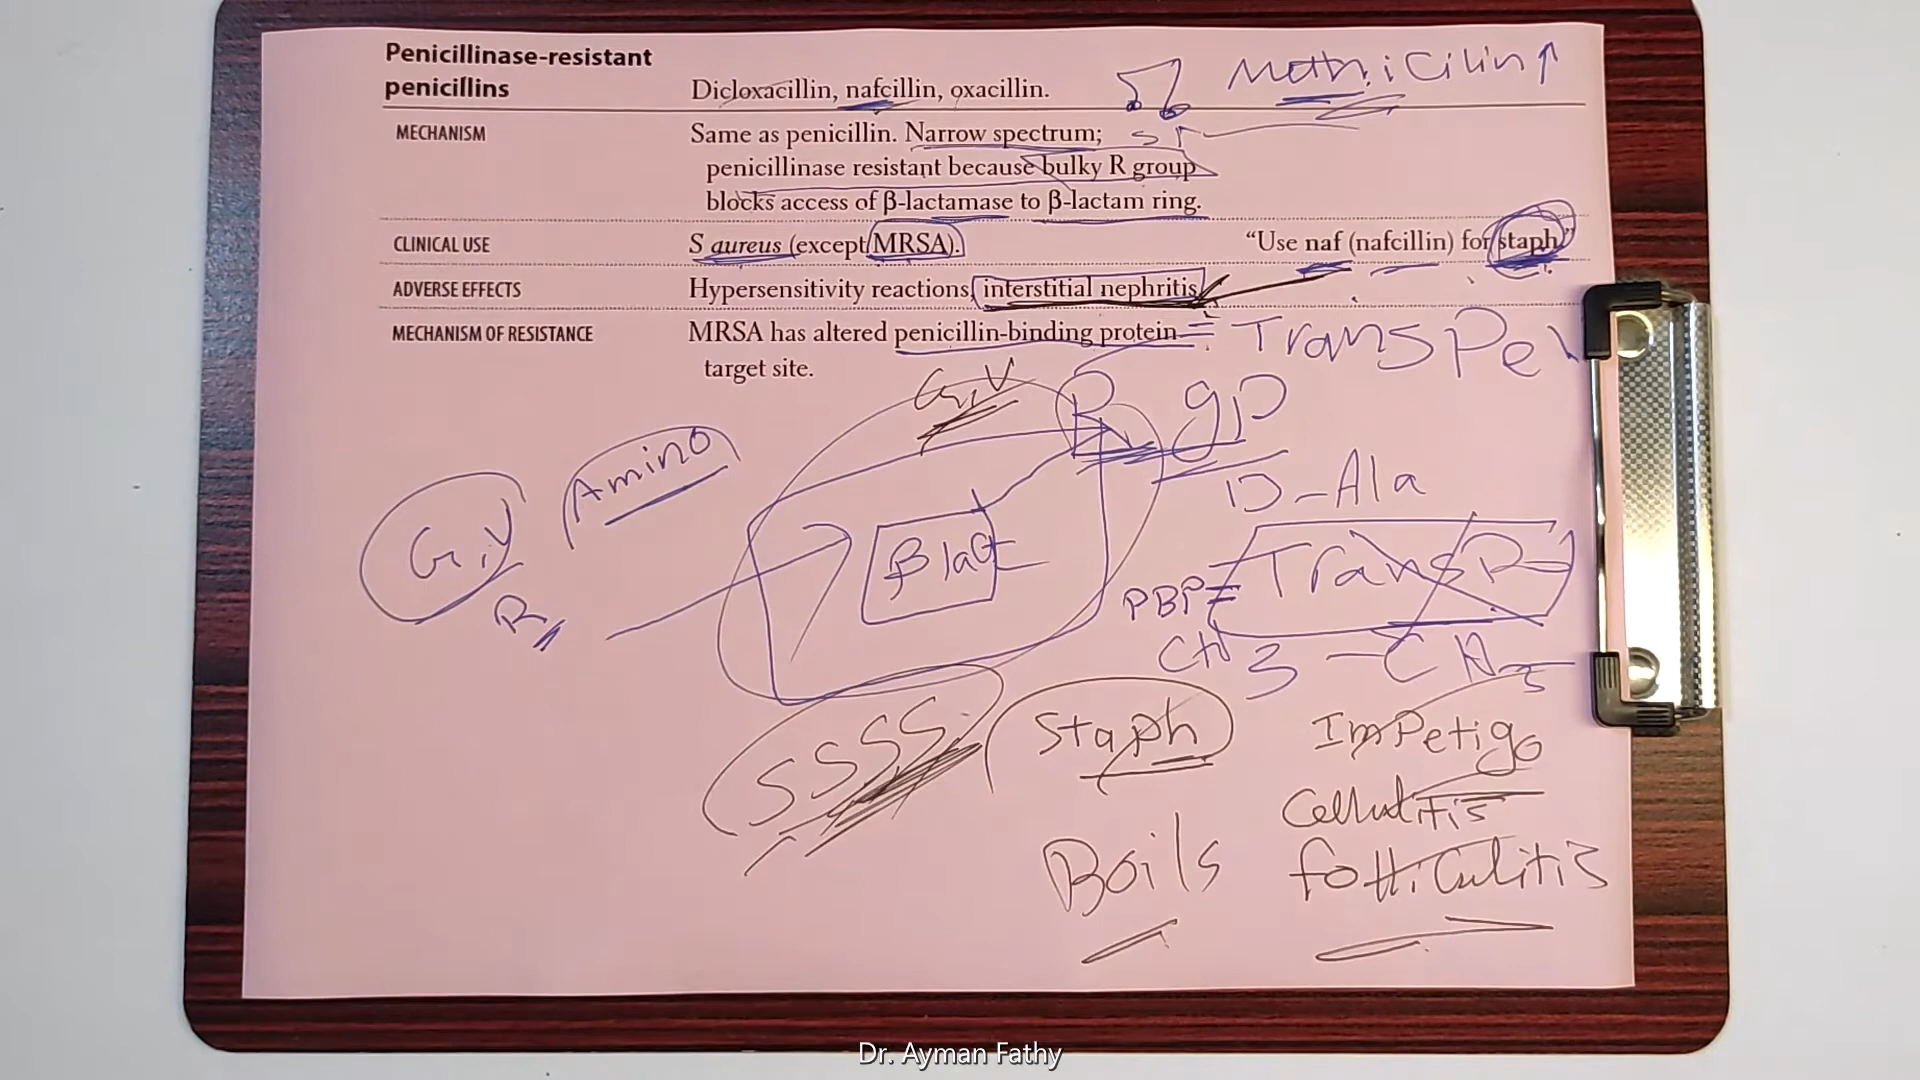 Penicillinase-resistant
penicillins
Dicloxacillin, nafcillin, oxacillin.
Methicilin
MECHANISM
Same as penicillin. Narrow spectrum;
penicillinase resistant because bulky R group
blocks access of β-lactamase to β-lactam ring.
CLINICAL USE
S aureus (except MRSA).
“Use naf (nafcillin) for staph.”
ADVERSE EFFECTS
Hypersensitivity reactions, interstitial nephritis.
MECHANISM OF RESISTANCE
MRSA has altered penicillin-binding protein
target site.
= TransPe
G,V
R gp
Amino
D-Ala
G,V
β lact
R
PBP = TransP
CH3 - CH3
SSSS
Staph
ImPetigo
Cellulitis
Boils
folliculitis
Dr. Ayman Fathy